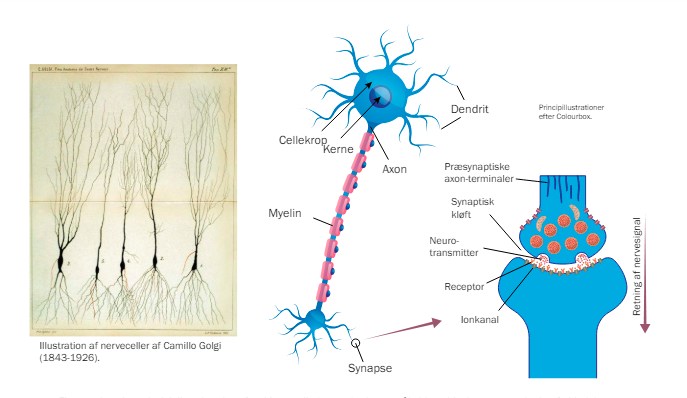 Illustration af nerveceller af Camillo Golgi
(1843-1926).
Dendrit
Cellekrop
Kerne
Axon
Myelin
Synapse
Principillustrationer
efter Colourbox.
Præsynaptiske
axon-terminaler
Synaptisk
kløft
Neuro-
transmitter
Receptor
Ionkanal
Retning af nervesignal